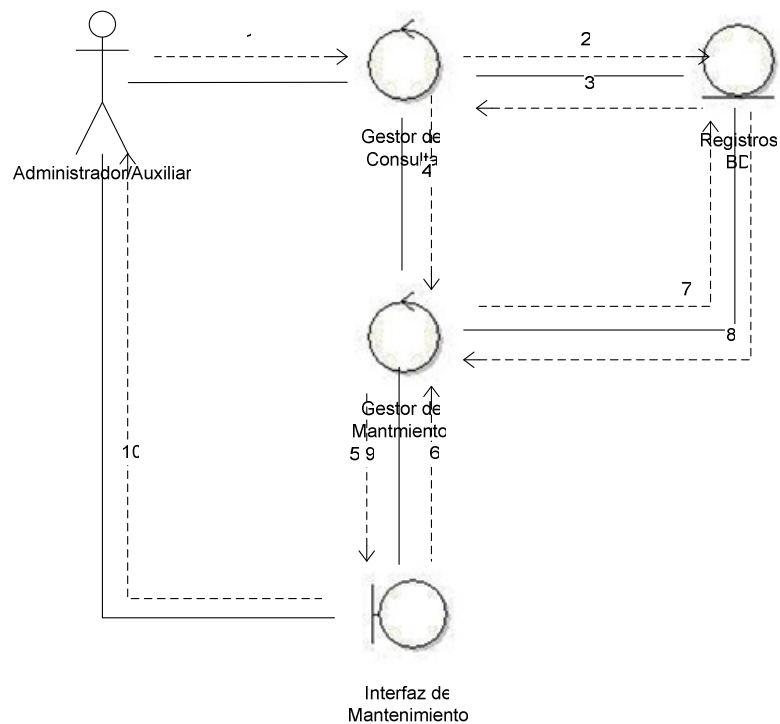 2
3
Gestor de
Consulta
4
Registros
BD
Administrador/Auxiliar
7
8
Gestor de
Mantmiento
10
5 9
6
Interfaz de
Mantenimiento